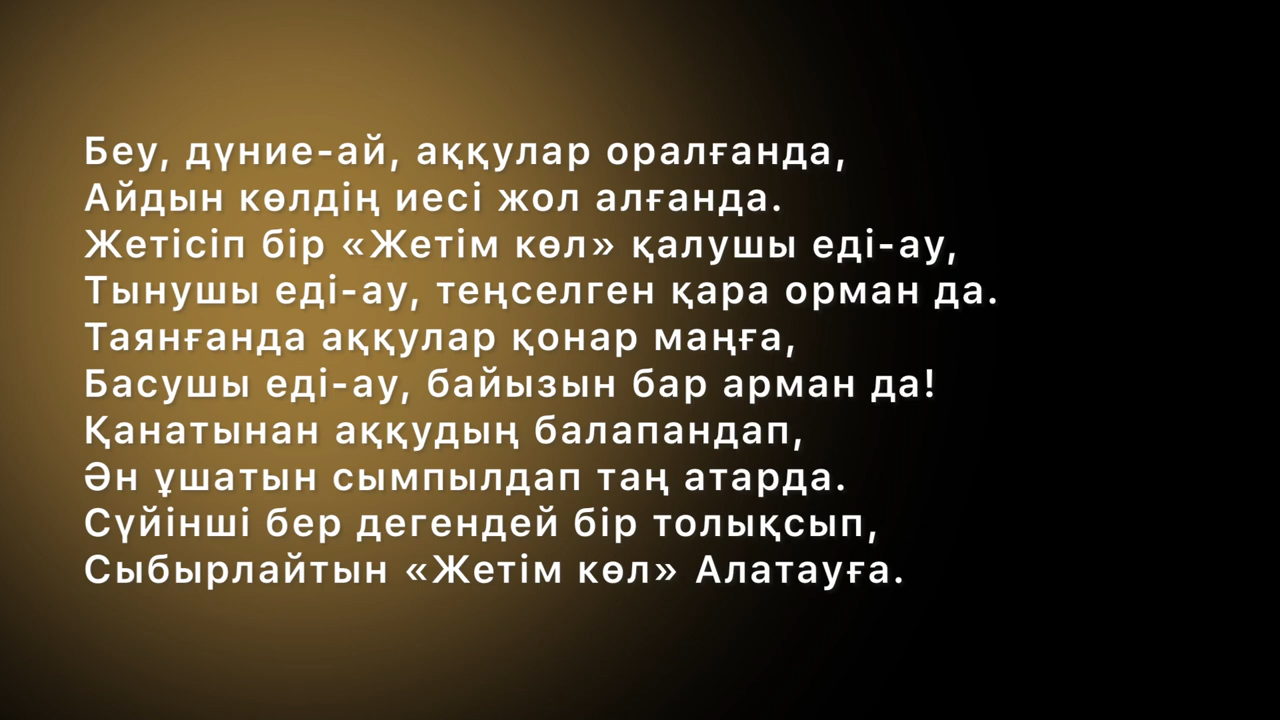 Беу, дүние-ай, аққулар оралғанда,
Айдын көлдің иесі жол алғанда.
Жетісіп бір «Жетім көл» қалушы еді-ау,
Тынушы еді-ау, теңселген қара орман да.
Таянғанда аққулар қонар маңға,
Басушы еді-ау, байызын бар арман да!
Қанатынан аққудың балапандап,
Ән ұшатын сымпылдап таң атарда.
Сүйінші бер дегендей бір толықсып,
Сыбырлайтын «Жетім көл» Алатауға.